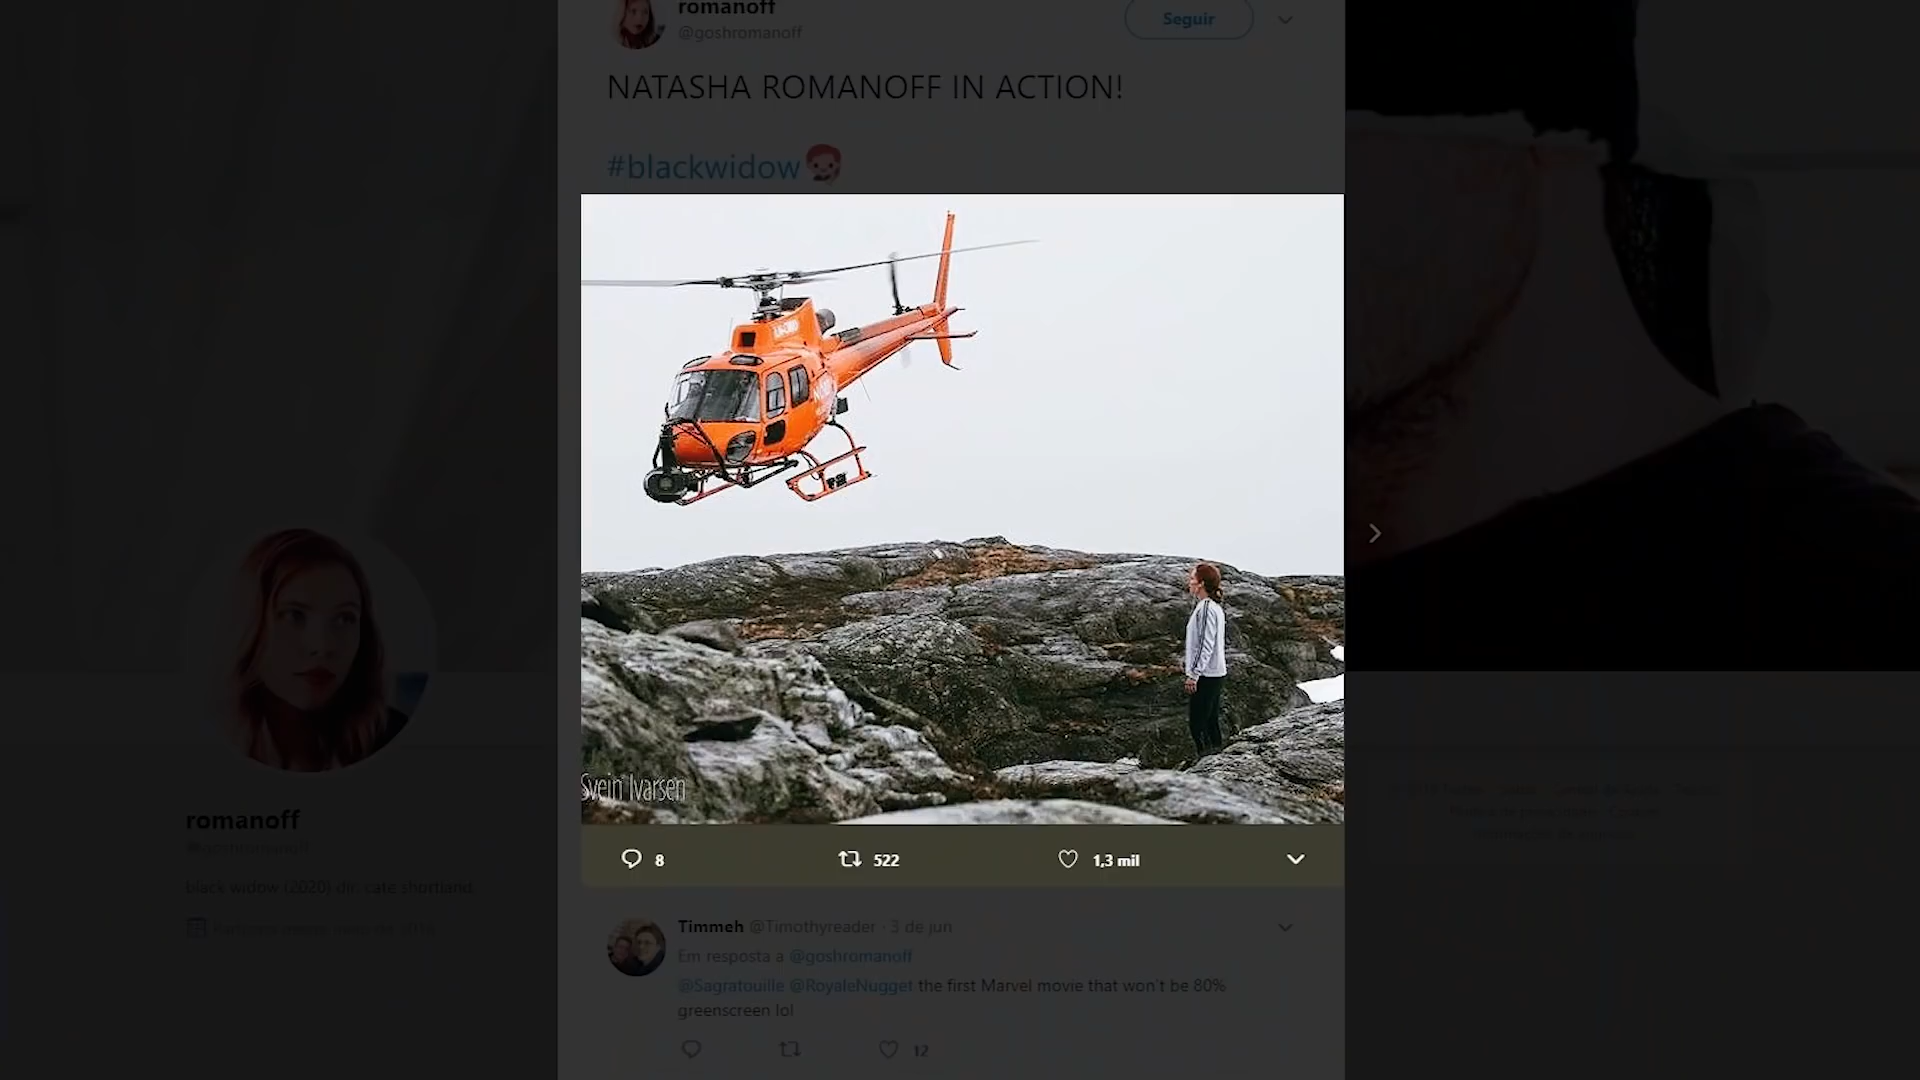 romanoff
@goshromanoff
Seguir
NATASHA ROMANOFF IN ACTION!
#blackwidow
Svein Ivarsen
8
522
1,3 mil
romanoff
@goshromanoff
black widow (2020) dir. cate shortland
Timmeh @Timothyreader · 3 de jun
Em resposta a @goshromanoff
@Sagratouille @RoyaleNugget the first Marvel movie that won't be 80%
greenscreen lol
12